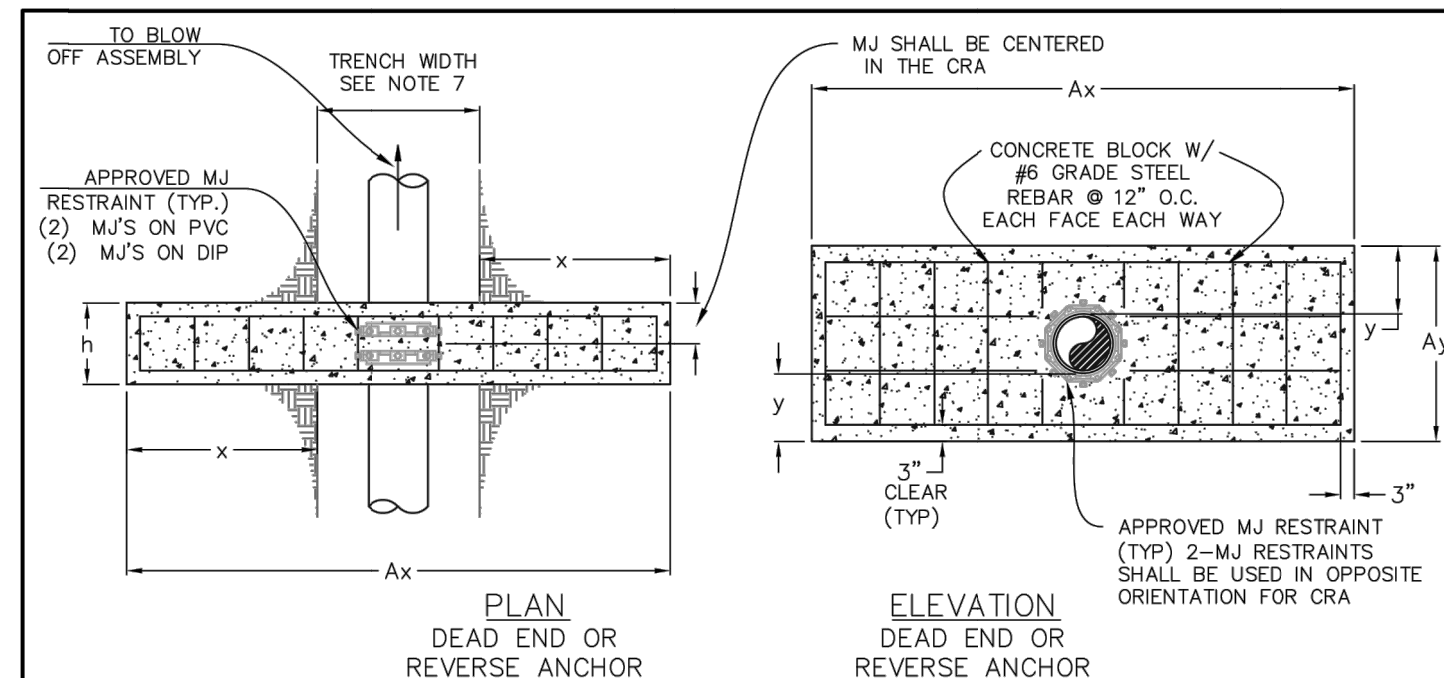 TO BLOW
OFF ASSEMBLY
TRENCH WIDTH
SEE NOTE 7
MJ SHALL BE CENTERED
IN THE CRA
APPROVED MJ
RESTRAINT (TYP.)
(2) MJ'S ON PVC
(2) MJ'S ON DIP
x
h
x
Ax
PLAN
DEAD END OR
REVERSE ANCHOR
Ax
CONCRETE BLOCK W/
#6 GRADE STEEL
REBAR @ 12" O.C.
EACH FACE EACH WAY
y
Ay
y
3"
CLEAR
(TYP)
3"
APPROVED MJ RESTRAINT
(TYP) 2-MJ RESTRAINTS
SHALL BE USED IN OPPOSITE
ORIENTATION FOR CRA
ELEVATION
DEAD END OR
REVERSE ANCHOR